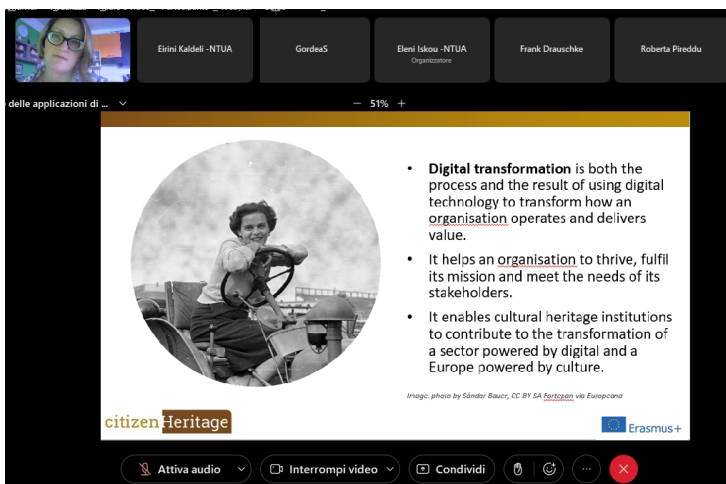 Eirini Kaldeli -NTUA
GordeaS
Eleni Iskou -NTUA
Organizzatore
Frank Drauschke
Roberta Pireddu
delle applicazioni di ...
51%
• Digital transformation is both
the process and the result of using digital
technology to transform how an
organisation operates and delivers
value.
• It helps an organisation to thrive, fulfil
its mission and meet the needs of its
stakeholders.
• It enables cultural heritage institutions
to contribute to the transformation of
a sector powered by digital and a
Europe powered by culture.
Image: photo by Sándor Bauer, CC BY SA Fortepan via Europeana
citizen Heritage
Erasmus+
Attiva audio
Interrompi video
Condividi